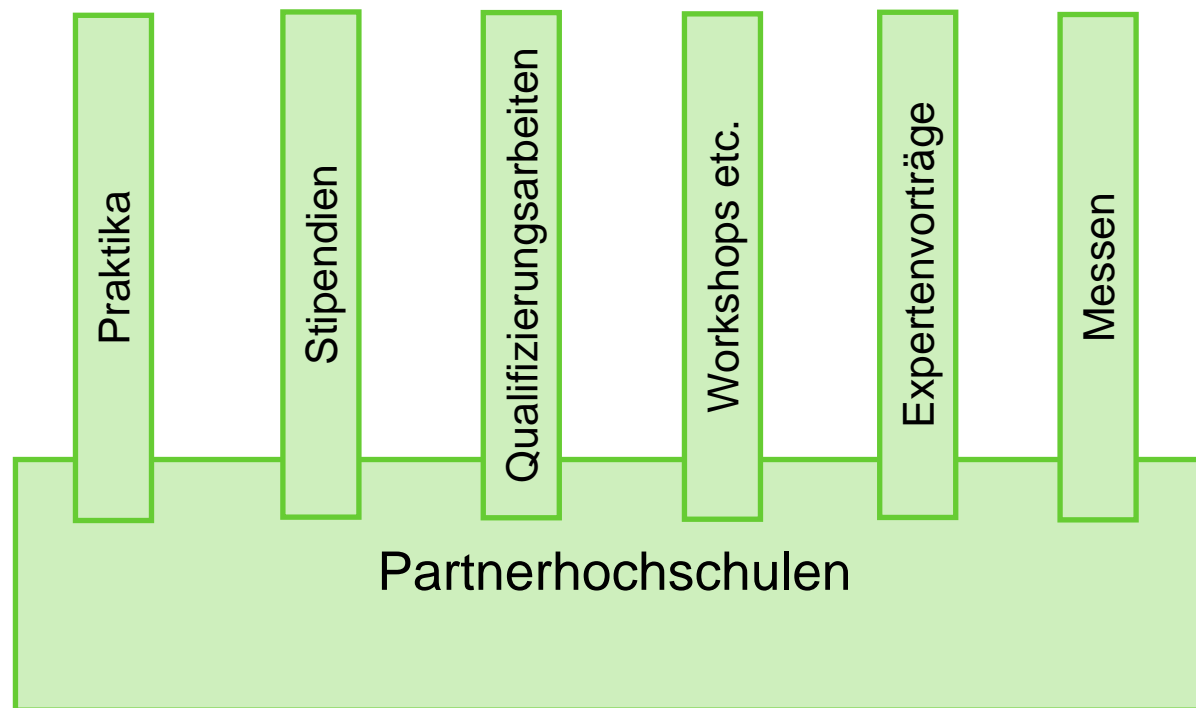 Praktika
Stipendien
Qualifizierungsarbeiten
Workshops etc.
Expertenvorträge
Messen
Partnerhochschulen